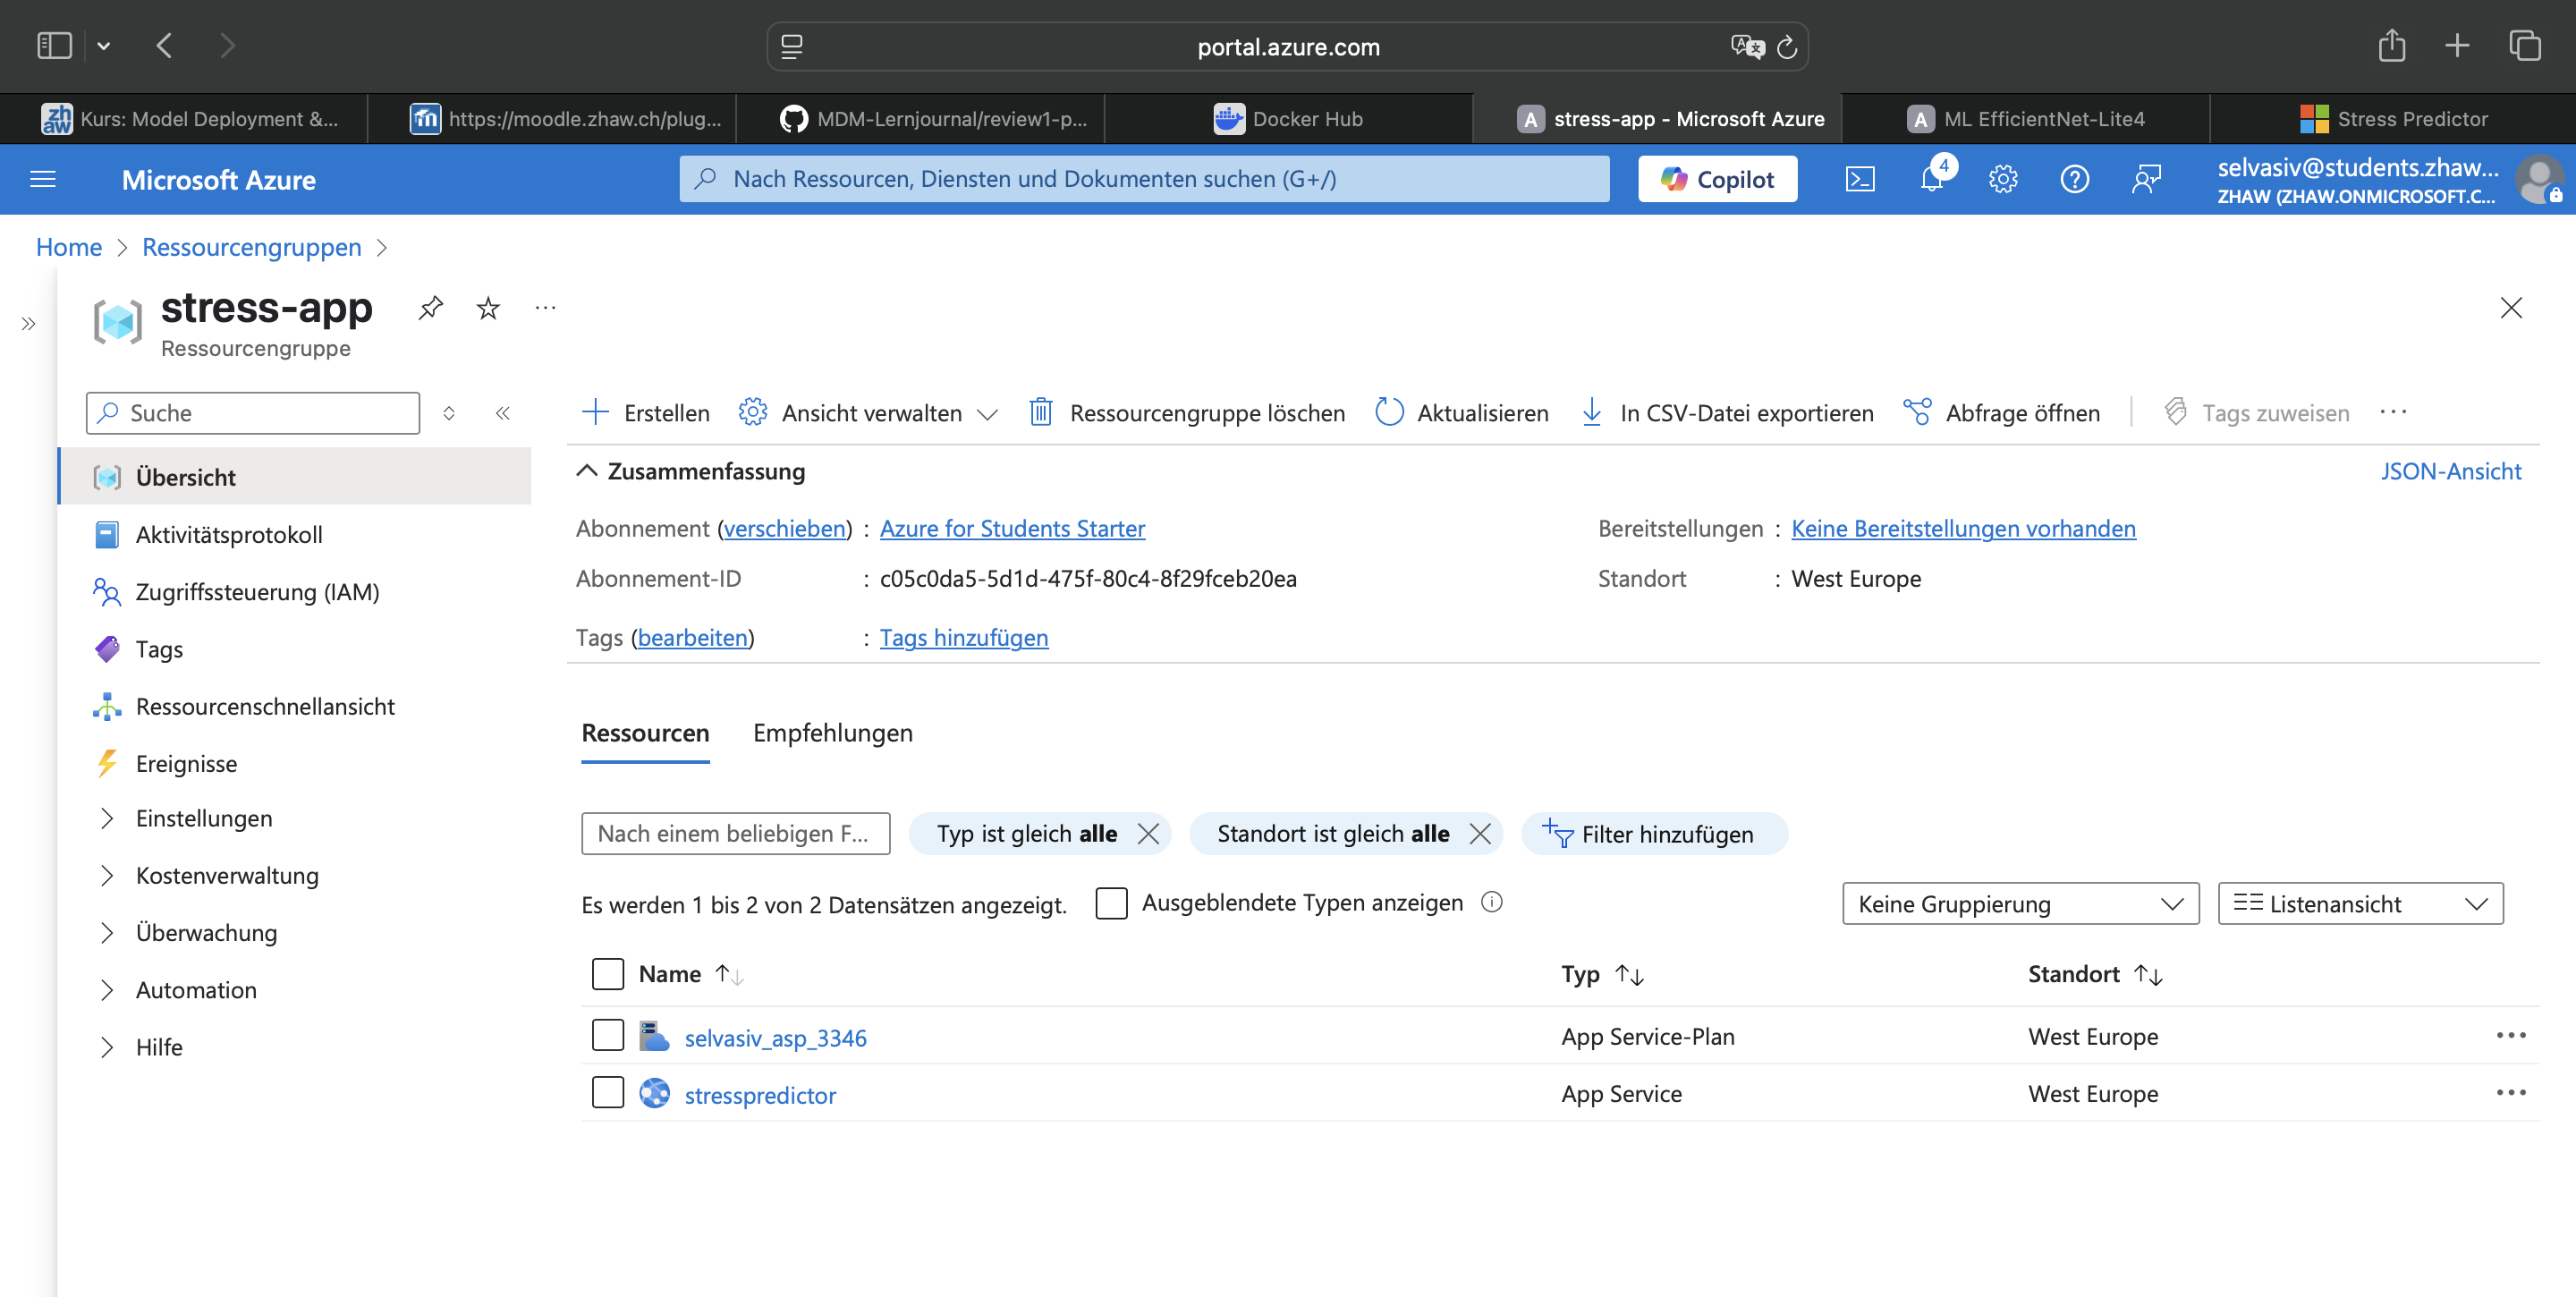 portal.azure.com
Kurs: Model Deployment &...
https://moodle.zhaw.ch/plug...
MDM-Lernjournal/review1-p...
Docker Hub
stress-app - Microsoft Azure
ML EfficientNet-Lite4
Stress Predictor
Microsoft Azure
Nach Ressourcen, Diensten und Dokumenten suchen (G+/)
Copilot
4
selvasiv@students.zhaw...
ZHAW (ZHAW.ONMICROSOFT.C...
Home > Ressourcengruppen >
stress-app
Ressourcengruppe
Suche
Erstellen
Ansicht verwalten
Ressourcengruppe löschen
Aktualisieren
In CSV-Datei exportieren
Abfrage öffnen
Tags zuweisen
Übersicht
Aktivitätsprotokoll
Zugriffssteuerung (IAM)
Tags
Ressourcenschnellansicht
Ereignisse
Einstellungen
Kostenverwaltung
Überwachung
Automation
Hilfe
Zusammenfassung
JSON-Ansicht
Abonnement (verschieben) : Azure for Students Starter
Abonnement-ID : c05c0da5-5d1d-475f-80c4-8f29fceb20ea
Tags (bearbeiten) : Tags hinzufügen
Bereitstellungen : Keine Bereitstellungen vorhanden
Standort : West Europe
Ressourcen
Empfehlungen
Nach einem beliebigen F...
Typ ist gleich alle
Standort ist gleich alle
Filter hinzufügen
Es werden 1 bis 2 von 2 Datensätzen angezeigt.
Ausgeblendete Typen anzeigen
Keine Gruppierung
Listenansicht
Name Typ Standort
selvasiv_asp_3346 App Service-Plan West Europe
stresspredictor App Service West Europe